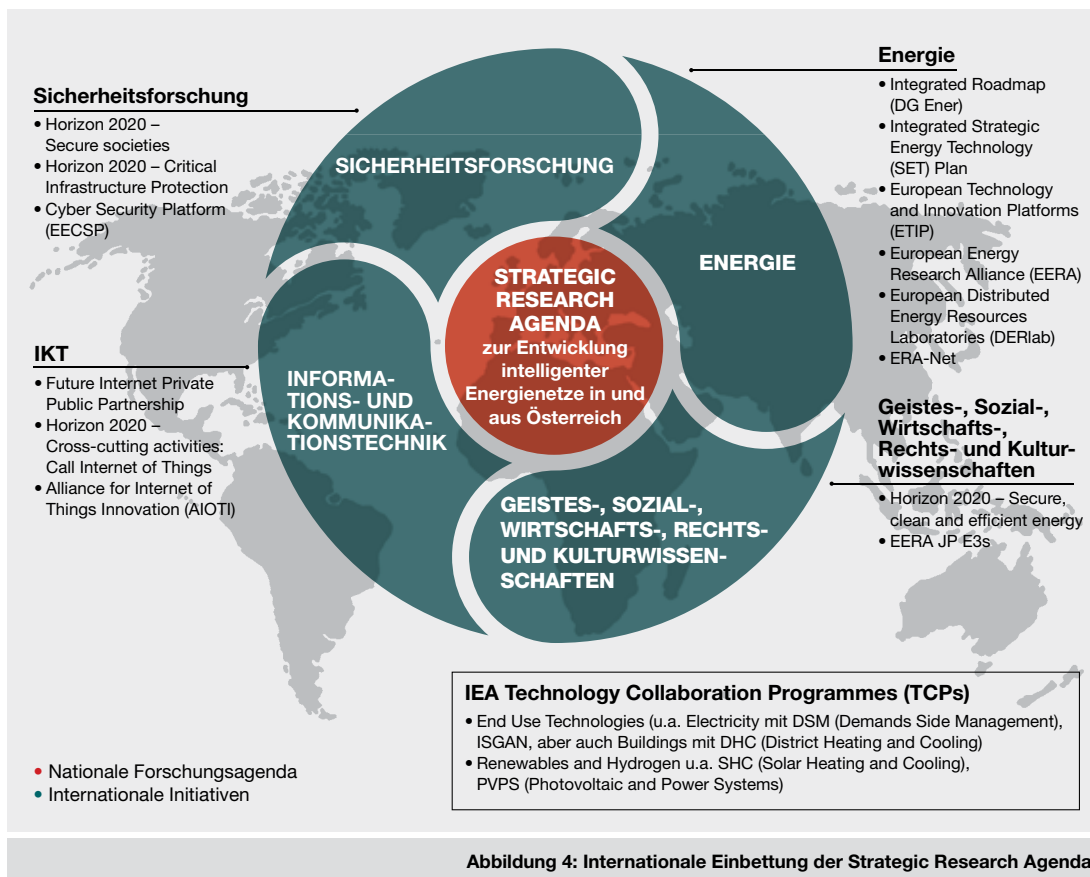 Sicherheitsforschung
• Horizon 2020 –
Secure societies
• Horizon 2020 – Critical
Infrastructure Protection
• Cyber Security Platform
(EECSP)
IKT
• Future Internet Private
Public Partnership
• Horizon 2020 –
Cross-cutting activities:
Call Internet of Things
• Alliance for Internet of
Things Innovation (AIOTI)
SICHERHEITSFORSCHUNG
ENERGIE
STRATEGIC
RESEARCH
AGENDA
zur Entwicklung
intelligenter
Energienetze in und
aus Österreich
INFORMA-
TIONS- UND
KOMMUNIKA-
TIONSTECHNIK
GEISTES-, SOZIAL-,
WIRTSCHAFTS-, RECHTS-
UND KULTURWISSEN-
SCHAFTEN
Energie
• Integrated Roadmap
(DG Ener)
• Integrated Strategic
Energy Technology
(SET) Plan
• European Technology
and Innovation Platforms
(ETIP)
• European Energy
Research Alliance (EERA)
• European Distributed
Energy Resources
Laboratories (DERlab)
• ERA-Net
Geistes-, Sozial-,
Wirtschafts-,
Rechts- und Kultur-
wissenschaften
• Horizon 2020 – Secure,
clean and efficient energy
• EERA JP E3s
IEA Technology Collaboration Programmes (TCPs)
• End Use Technologies (u.a. Electricity mit DSM (Demands Side Management),
ISGAN, aber auch Buildings mit DHC (District Heating and Cooling)
• Renewables and Hydrogen u.a. SHC (Solar Heating and Cooling),
PVPS (Photovoltaic and Power Systems)
• Nationale Forschungsagenda
• Internationale Initiativen
Abbildung 4: Internationale Einbettung der Strategic Research Agenda